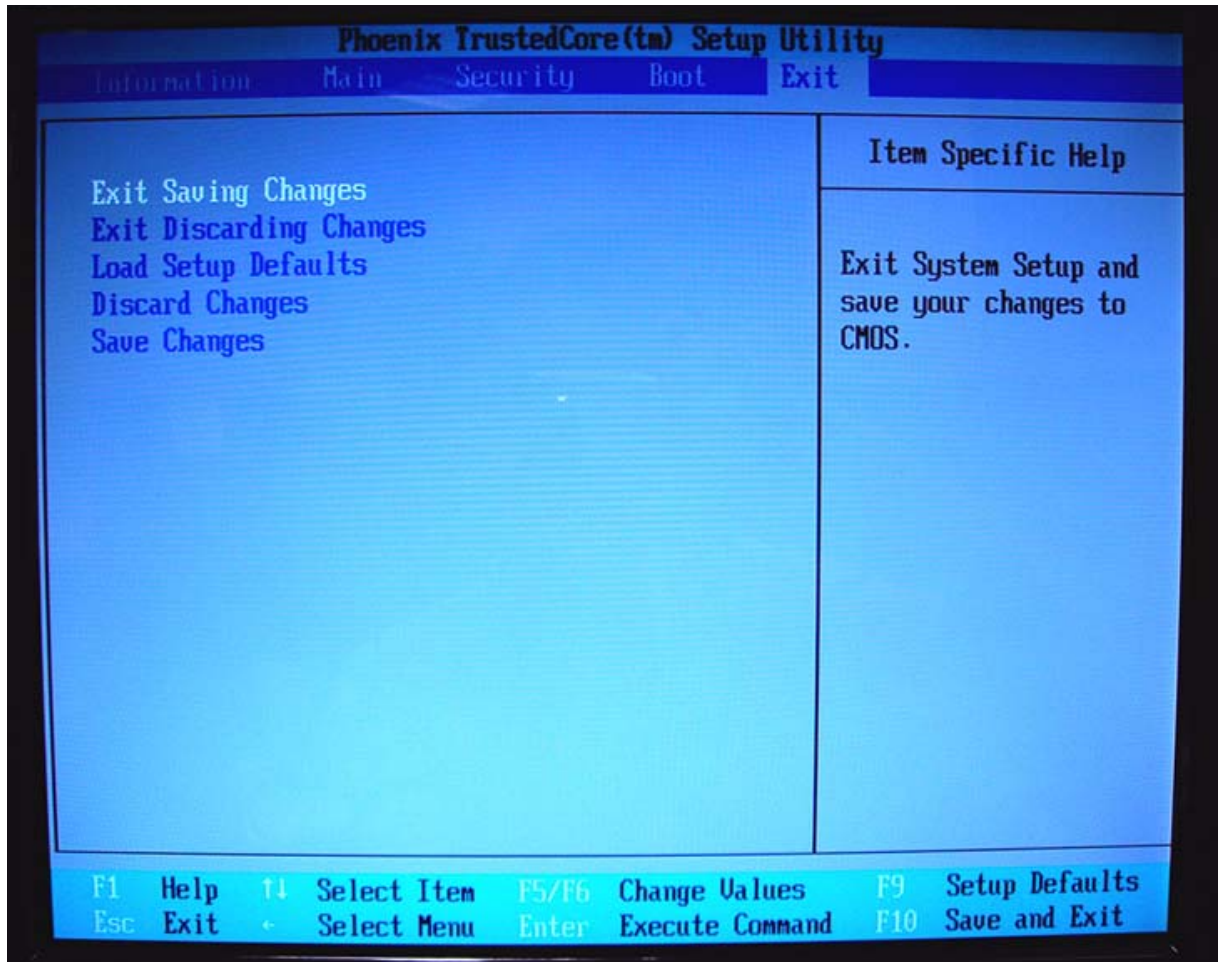 Phoenix TrustedCore(tm) Setup Utility
Information Main Security Boot Exit
Item Specific Help
Exit Saving Changes
Exit Discarding Changes
Load Setup Defaults
Discard Changes
Save Changes
Exit System Setup and
save your changes to
CMOS.
F1 Help ↑↓ Select Item F5/F6 Change Values F9 Setup Defaults
Esc Exit ← Select Menu Enter Execute Command F10 Save and Exit